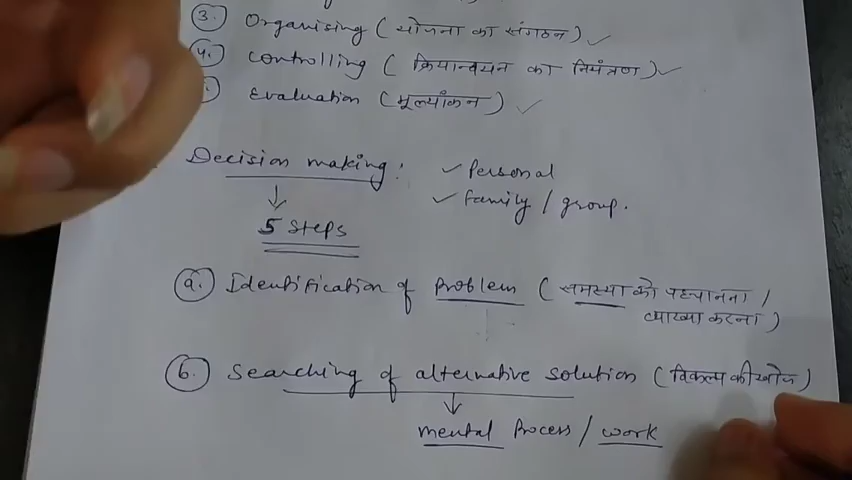 3. Organising (योजना का संगठन) ✓
4. Controlling (क्रियान्वयन का नियंत्रण) ✓
Evaluation (मूल्यांकन) ✓
Decision making: ✓ Personal
✓ family / group.
↓
5 Steps
a. Identification of Problem (समस्या को पहचानना /
व्याख्या करना)
b. Searching of alternative solution (विकल्प की खोज)
↓
mental Process / work